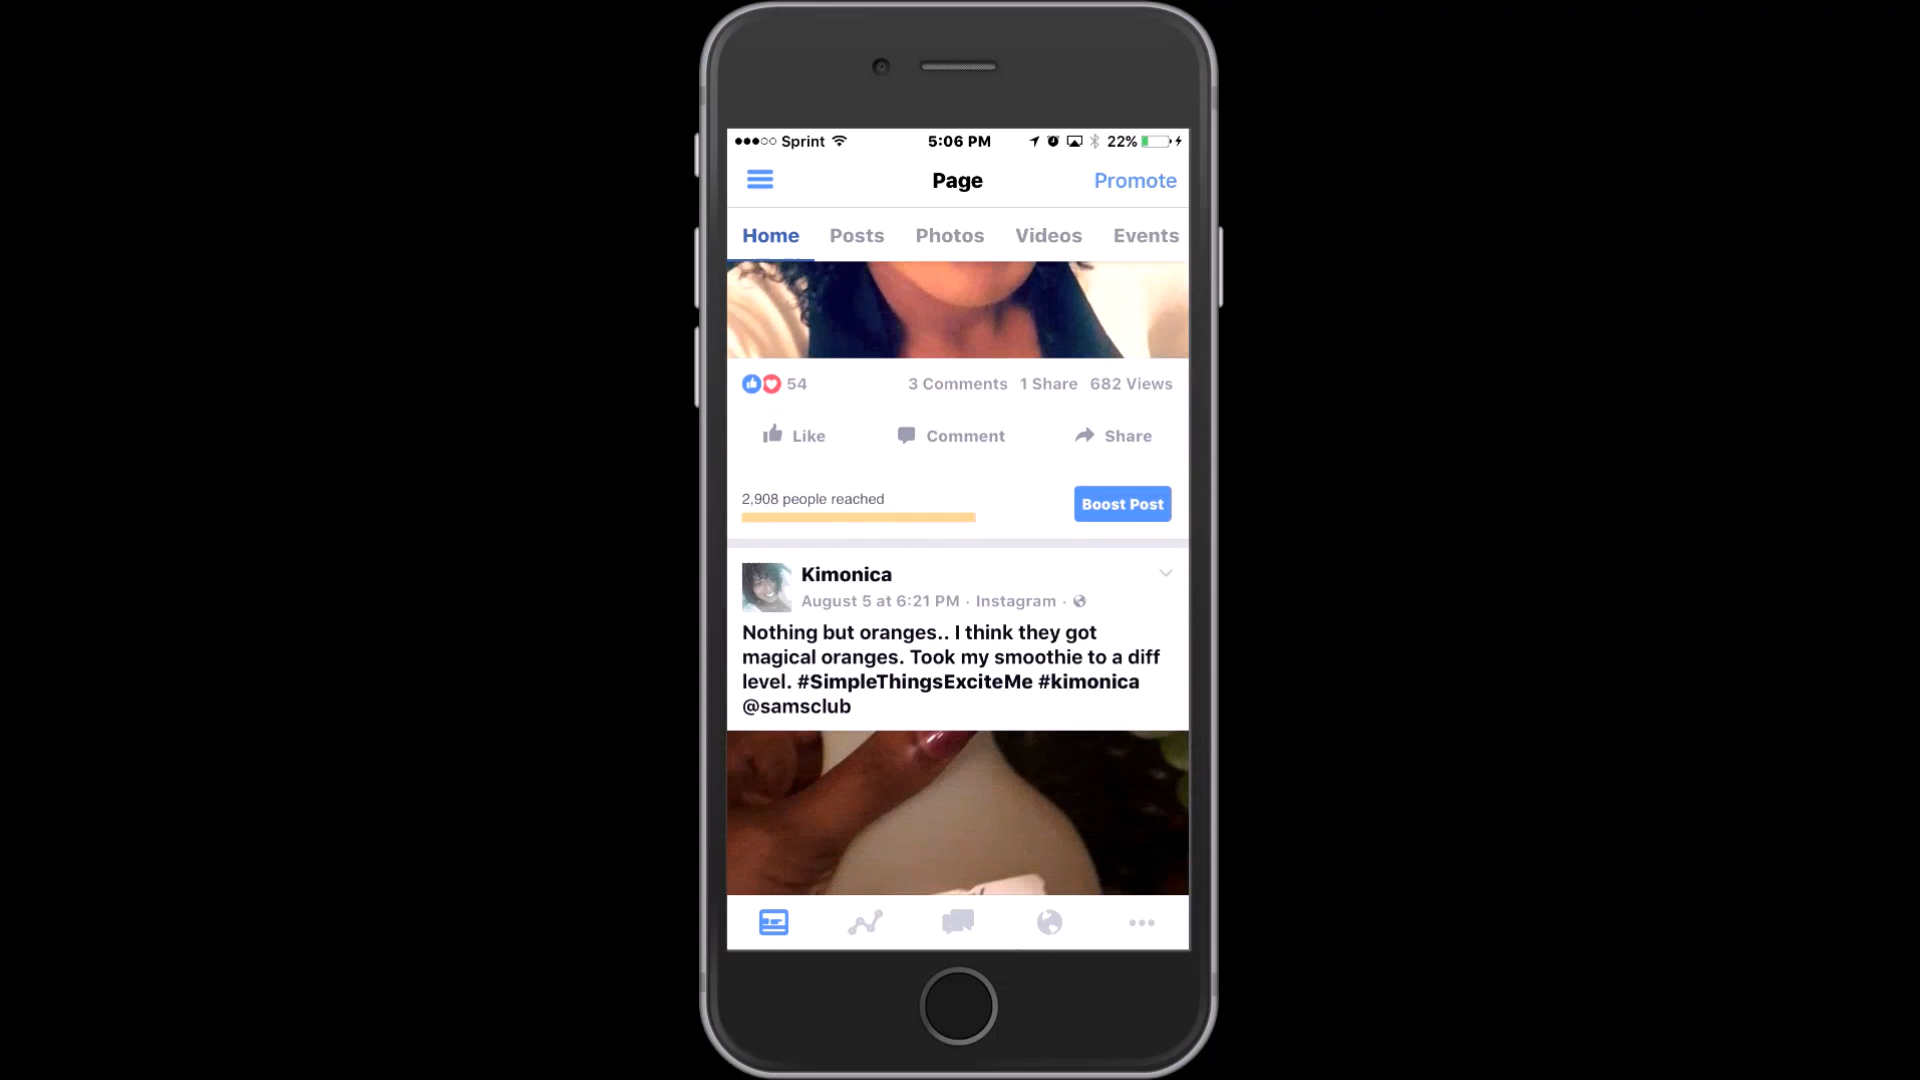 Sprint 5:06 PM 22%
Page Promote
Home Posts Photos Videos Events
54 3 Comments 1 Share 682 Views
Like Comment Share
2,908 people reached Boost Post
Kimonica
August 5 at 6:21 PM · Instagram ·
Nothing but oranges.. I think they got
magical oranges. Took my smoothie to a diff
level. #SimpleThingsExciteMe #kimonica
@samsclub